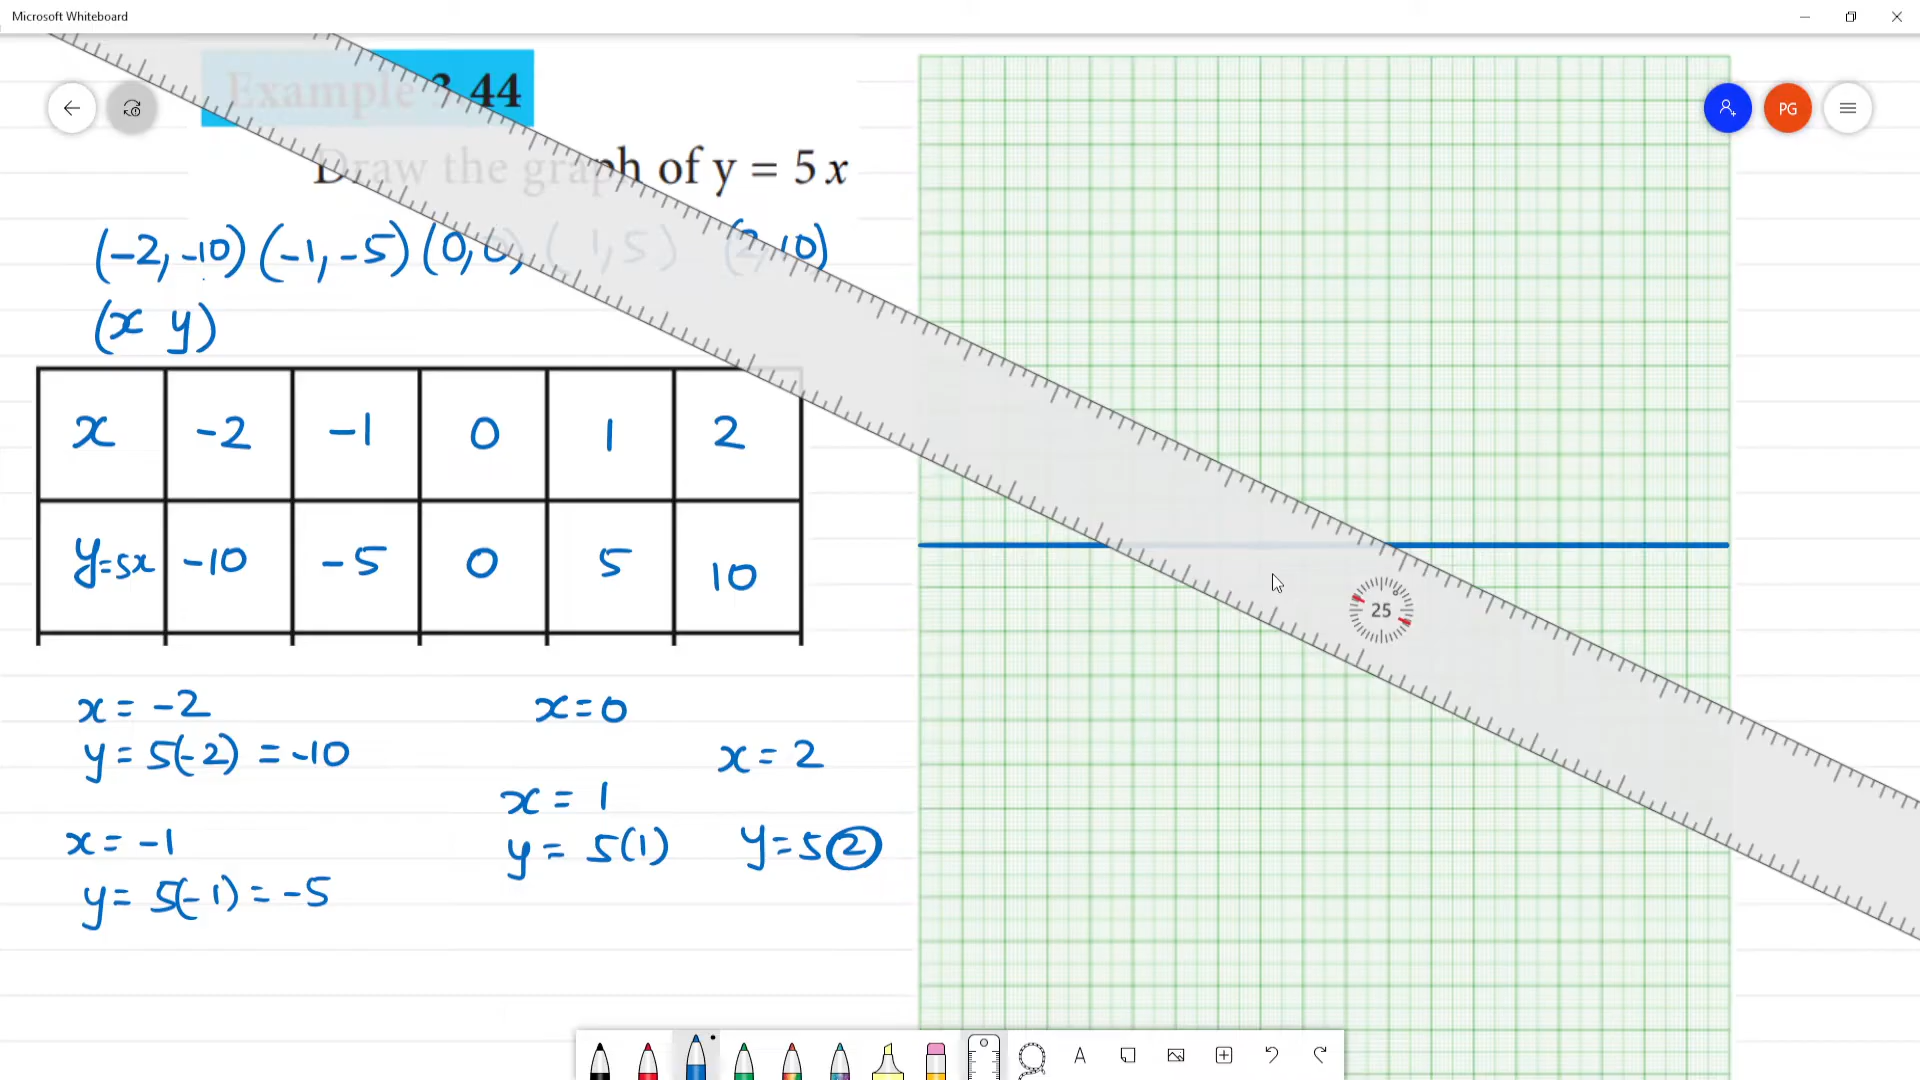 Microsoft Whiteboard
Example 3.44
Draw the graph of y = 5x
PG
(-2, -10) (-1, -5) (0, 0) (1, 5) (2, 10)
(x y)
x -2 -1 0 1 2
y=5x -10 -5 0 5 10
25
x = -2
y = 5(-2) = -10
x = 0
x = 2
x = 1
y = 5(1)
y = 5(2)
x = -1
y = 5(-1) = -5
A